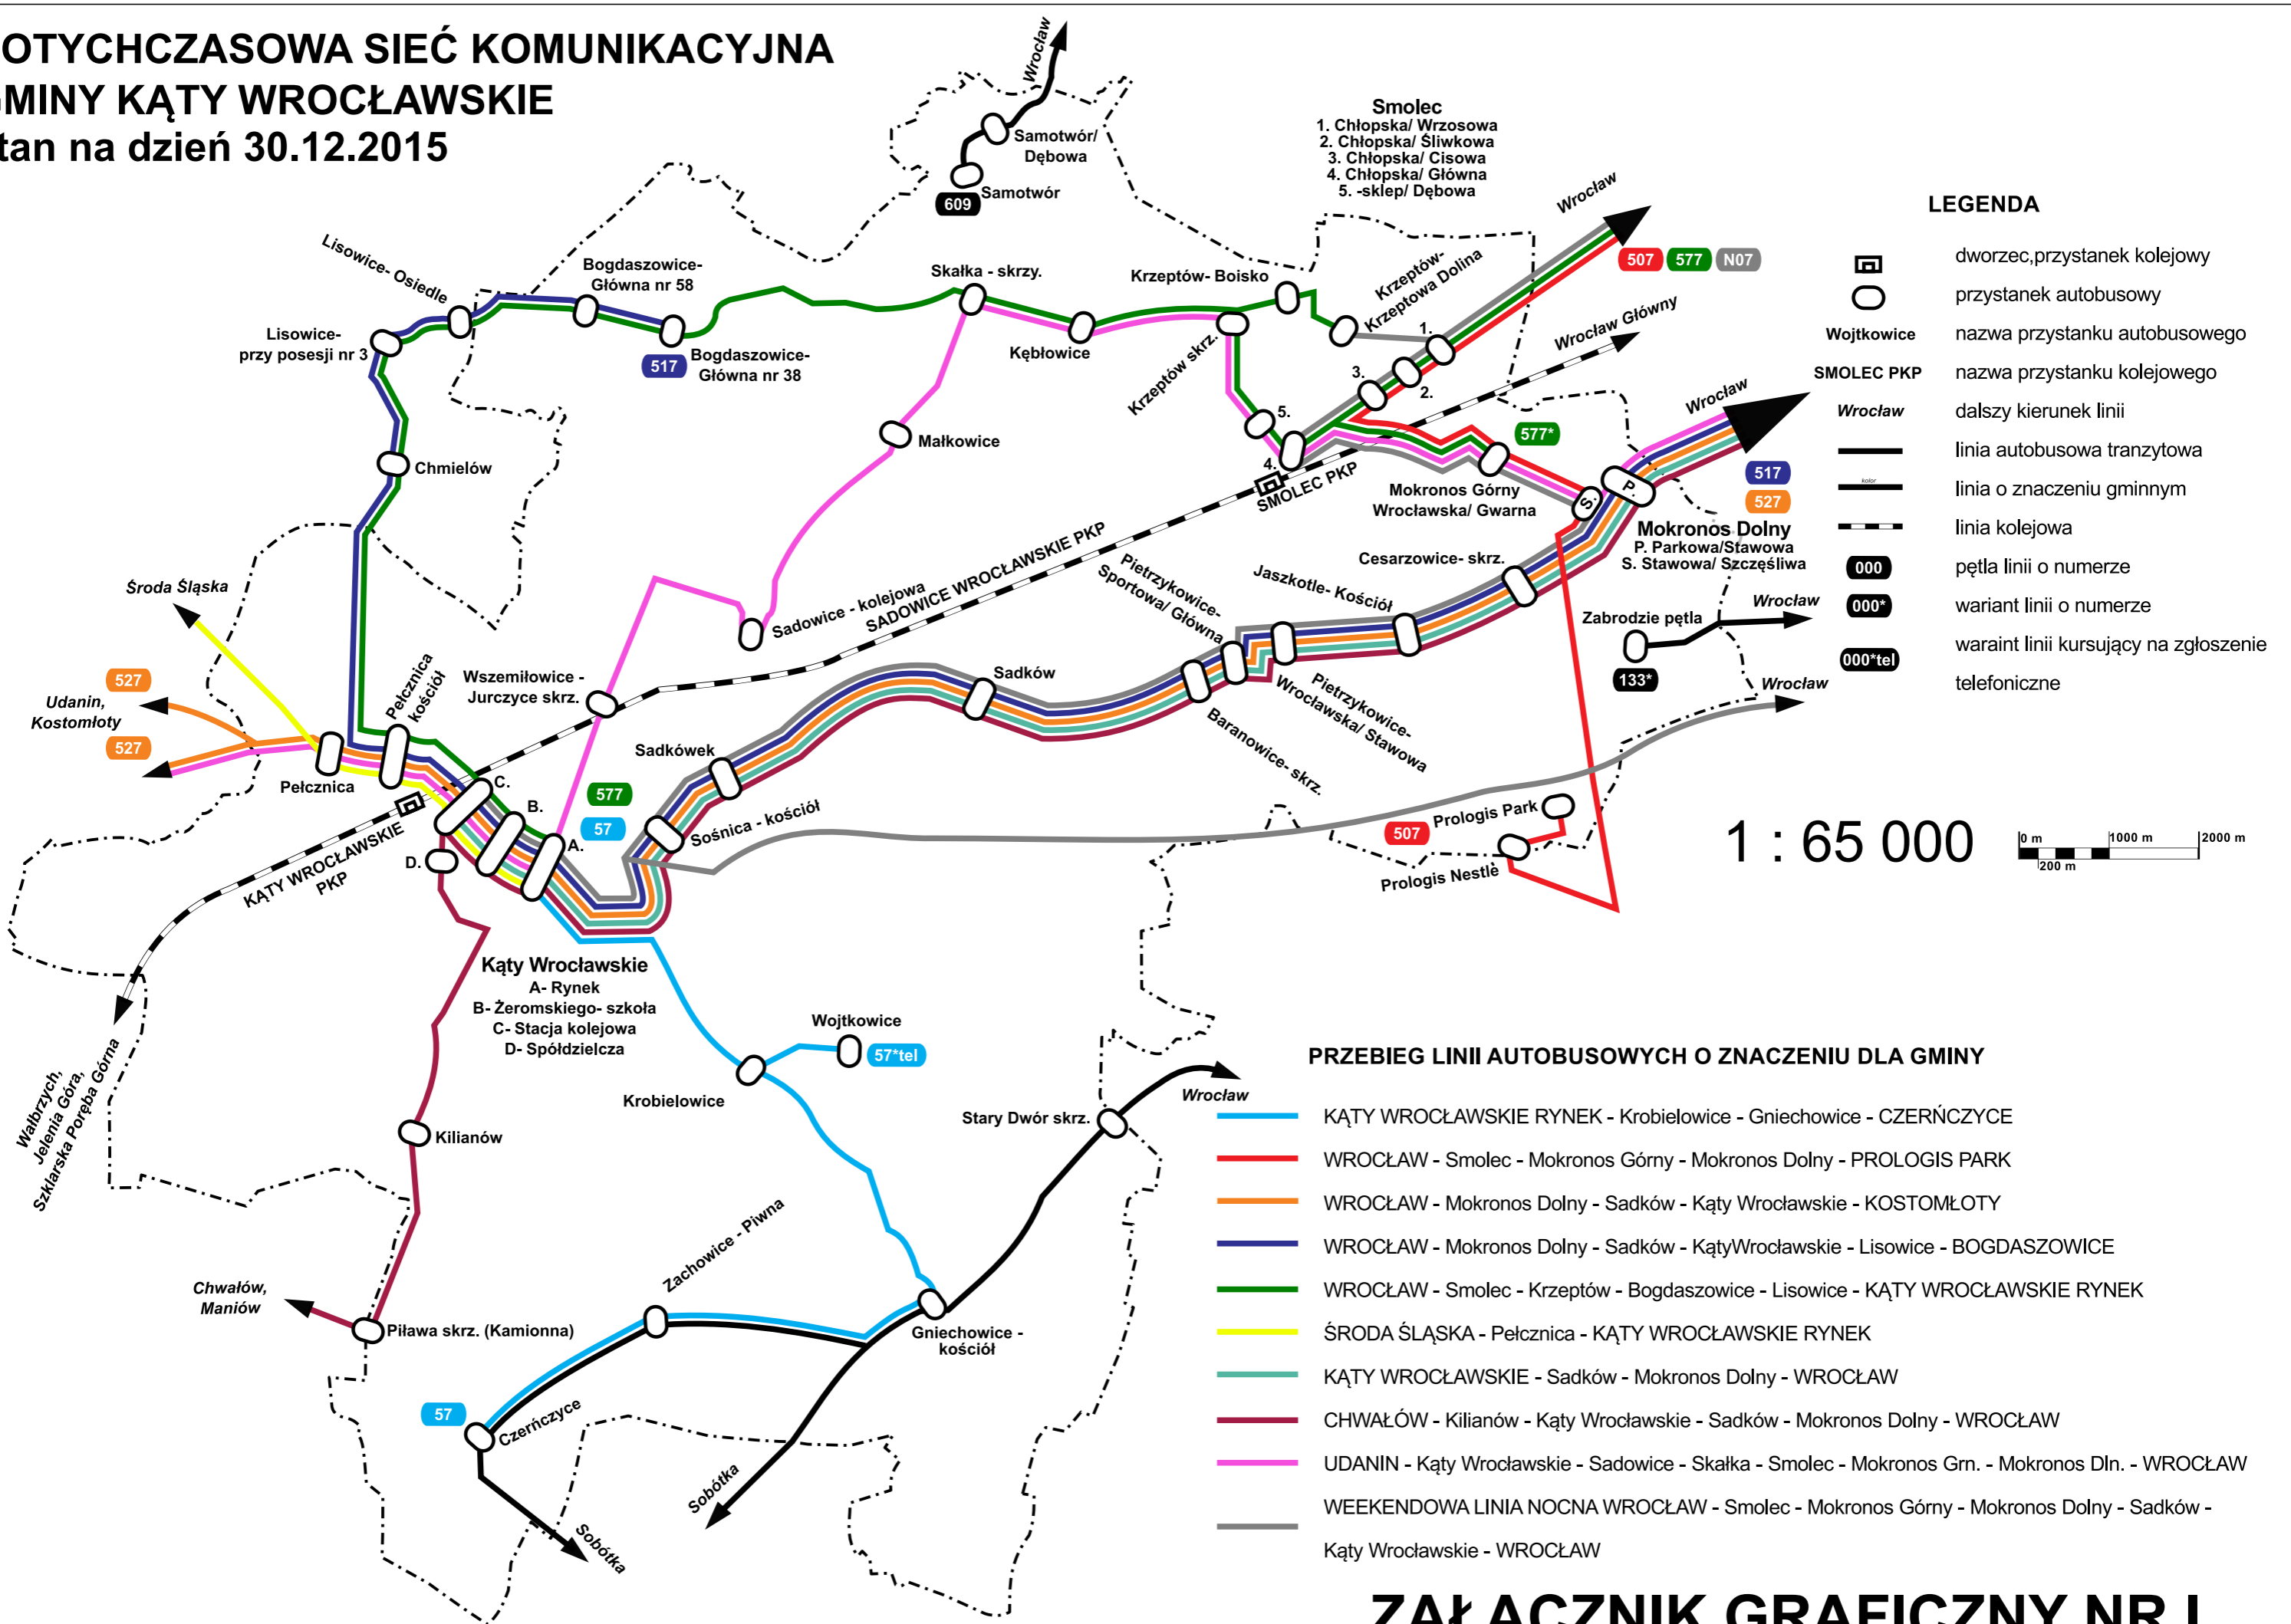 OTYCHCZASOWA SIEĆ KOMUNIKACYJNA
GMINY KĄTY WROCŁAWSKIE
tan na dzień 30.12.2015
Wrocław
Samotwór/
Dębowa
Samotwór
609
Smolec
1. Chłopska/ Wrzosowa
2. Chłopska/ Śliwkowa
3. Chłopska/ Cisowa
4. Chłopska/ Główna
5. -sklep/ Dębowa
Wrocław
507
577
N07
LEGENDA
dworzec,przystanek kolejowy
przystanek autobusowy
Wojtkowice
nazwa przystanku autobusowego
SMOLEC PKP
nazwa przystanku kolejowego
Wrocław
dalszy kierunek linii
linia autobusowa tranzytowa
kolor
linia o znaczeniu gminnym
linia kolejowa
000
pętla linii o numerze
000*
wariant linii o numerze
000*tel
waraint linii kursujący na zgłoszenie
telefoniczne
Lisowice- Osiedle
Bogdaszowice-
Główna nr 58
Lisowice-
przy posesji nr 3
517
Bogdaszowice-
Główna nr 38
Skałka - skrzy.
Kębłowice
Krzeptów- Boisko
Krzeptów-
Krzeptowa Dolina
Krzeptów skrz.
1.
2.
3.
4.
5.
Wrocław Główny
Wrocław
577*
517
527
Chmielów
Małkowice
SMOLEC PKP
Mokronos Górny
Wrocławska/ Gwarna
S.
P.
Mokronos Dolny
P. Parkowa/Stawowa
S. Stawowa/ Szczęśliwa
Cesarzowice- skrz.
Jaszkotle- Kościół
Pietrzykowice-
Sportowa/ Główna
Środa Śląska
Sadowice - kolejowa
SADOWICE WROCŁAWSKIE PKP
Zabrodzie pętla
Wrocław
133*
Wrocław
527
Udanin,
Kostomłoty
527
Pełcznica
kościół
Pełcznica
Wszemiłowice -
Jurczyce skrz.
Sadków
Sadkówek
Baranowice- skrz.
Pietrzykowice-
Wrocławska/ Stawowa
C.
B.
A.
D.
577
57
Sośnica - kościół
KĄTY WROCŁAWSKIE
PKP
507
Prologis Park
Prologis Nestlè
1 : 65 000
0 m
1000 m
2000 m
200 m
Kąty Wrocławskie
A- Rynek
B- Żeromskiego- szkoła
C- Stacja kolejowa
D- Spółdzielcza
Wałbrzych,
Jelenia Góra,
Szklarska Poręba Górna
Wojtkowice
57*tel
Krobielowice
Kilianów
Stary Dwór skrz.
Wrocław
Chwałów,
Maniów
Piława skrz. (Kamionna)
Zachowice - Piwna
Gniechowice -
kościół
57
Czerńczyce
Sobótka
Sobótka
PRZEBIEG LINII AUTOBUSOWYCH O ZNACZENIU DLA GMINY
KĄTY WROCŁAWSKIE RYNEK - Krobielowice - Gniechowice - CZERŃCZYCE
WROCŁAW - Smolec - Mokronos Górny - Mokronos Dolny - PROLOGIS PARK
WROCŁAW - Mokronos Dolny - Sadków - Kąty Wrocławskie - KOSTOMŁOTY
WROCŁAW - Mokronos Dolny - Sadków - KątyWrocławskie - Lisowice - BOGDASZOWICE
WROCŁAW - Smolec - Krzeptów - Bogdaszowice - Lisowice - KĄTY WROCŁAWSKIE RYNEK
ŚRODA ŚLĄSKA - Pełcznica - KĄTY WROCŁAWSKIE RYNEK
KĄTY WROCŁAWSKIE - Sadków - Mokronos Dolny - WROCŁAW
CHWAŁÓW - Kilianów - Kąty Wrocławskie - Sadków - Mokronos Dolny - WROCŁAW
UDANIN - Kąty Wrocławskie - Sadowice - Skałka - Smolec - Mokronos Grn. - Mokronos Dln. - WROCŁAW
WEEKENDOWA LINIA NOCNA WROCŁAW - Smolec - Mokronos Górny - Mokronos Dolny - Sadków -
Kąty Wrocławskie - WROCŁAW
ZAŁĄCZNIK GRAFICZNY NR I